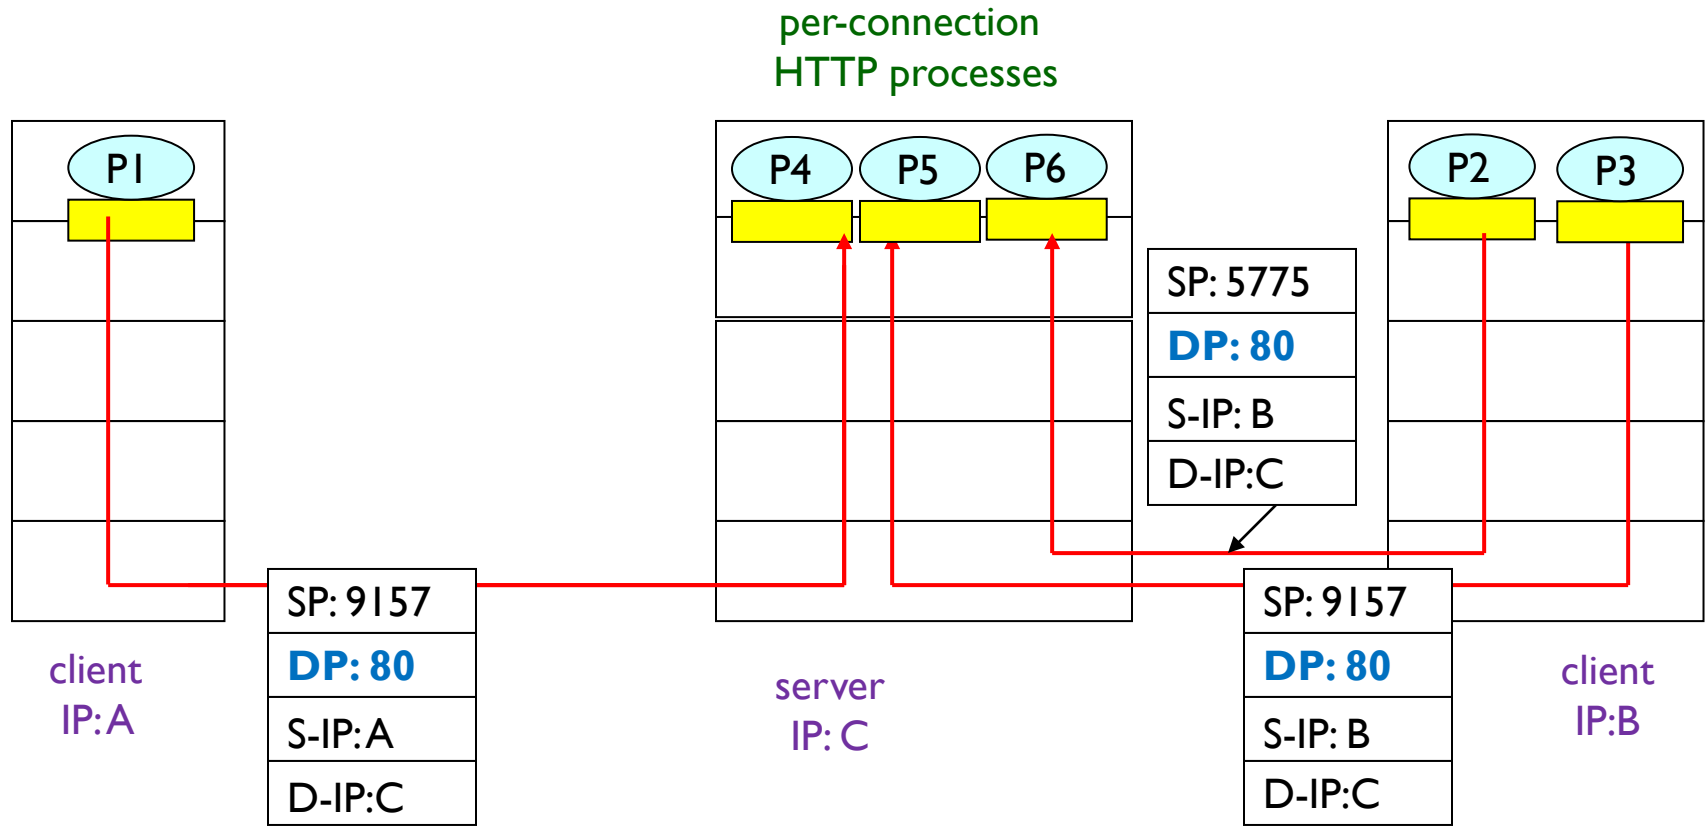 per-connection
HTTP processes
P1
P4
P5
P6
P2
P3
SP: 5775
DP: 80
S-IP: B
D-IP:C
SP: 9157
DP: 80
S-IP: A
D-IP:C
SP: 9157
DP: 80
S-IP: B
D-IP:C
client
IP: A
server
IP: C
client
IP:B